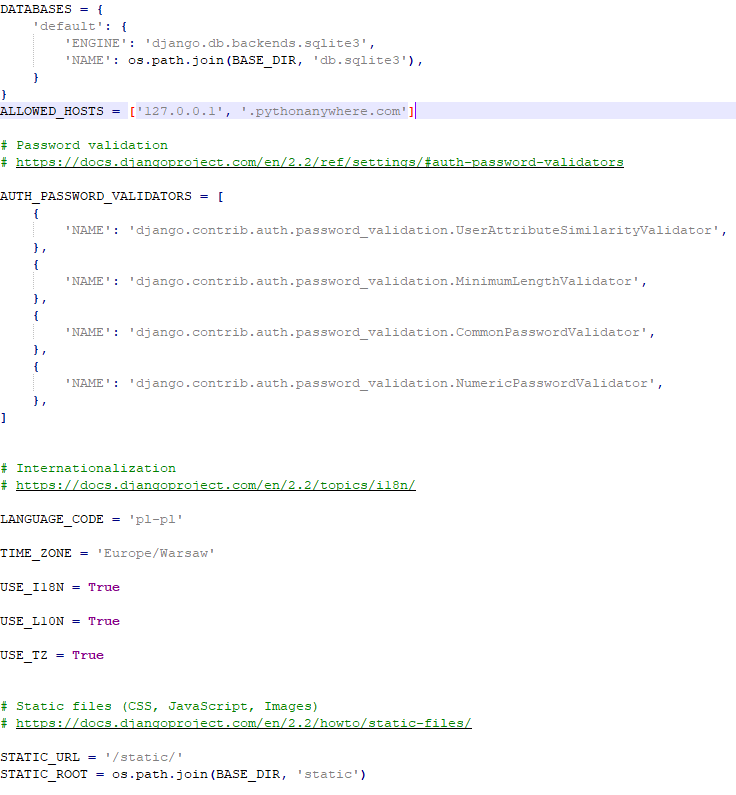 DATABASES = {
    'default': {
        'ENGINE': 'django.db.backends.sqlite3',
        'NAME': os.path.join(BASE_DIR, 'db.sqlite3'),
    }
}
ALLOWED_HOSTS = ['127.0.0.1', '.pythonanywhere.com']
# Password validation
# https://docs.djangoproject.com/en/2.2/ref/settings/#auth-password-validators
AUTH_PASSWORD_VALIDATORS = [
    {
        'NAME': 'django.contrib.auth.password_validation.UserAttributeSimilarityValidator',
    },
    {
        'NAME': 'django.contrib.auth.password_validation.MinimumLengthValidator',
    },
    {
        'NAME': 'django.contrib.auth.password_validation.CommonPasswordValidator',
    },
    {
        'NAME': 'django.contrib.auth.password_validation.NumericPasswordValidator',
    },
]
# Internationalization
# https://docs.djangoproject.com/en/2.2/topics/i18n/
LANGUAGE_CODE = 'pl-pl'
TIME_ZONE = 'Europe/Warsaw'
USE_I18N = True
USE_L10N = True
USE_TZ = True
# Static files (CSS, JavaScript, Images)
# https://docs.djangoproject.com/en/2.2/howto/static-files/
STATIC_URL = '/static/'
STATIC_ROOT = os.path.join(BASE_DIR, 'static')